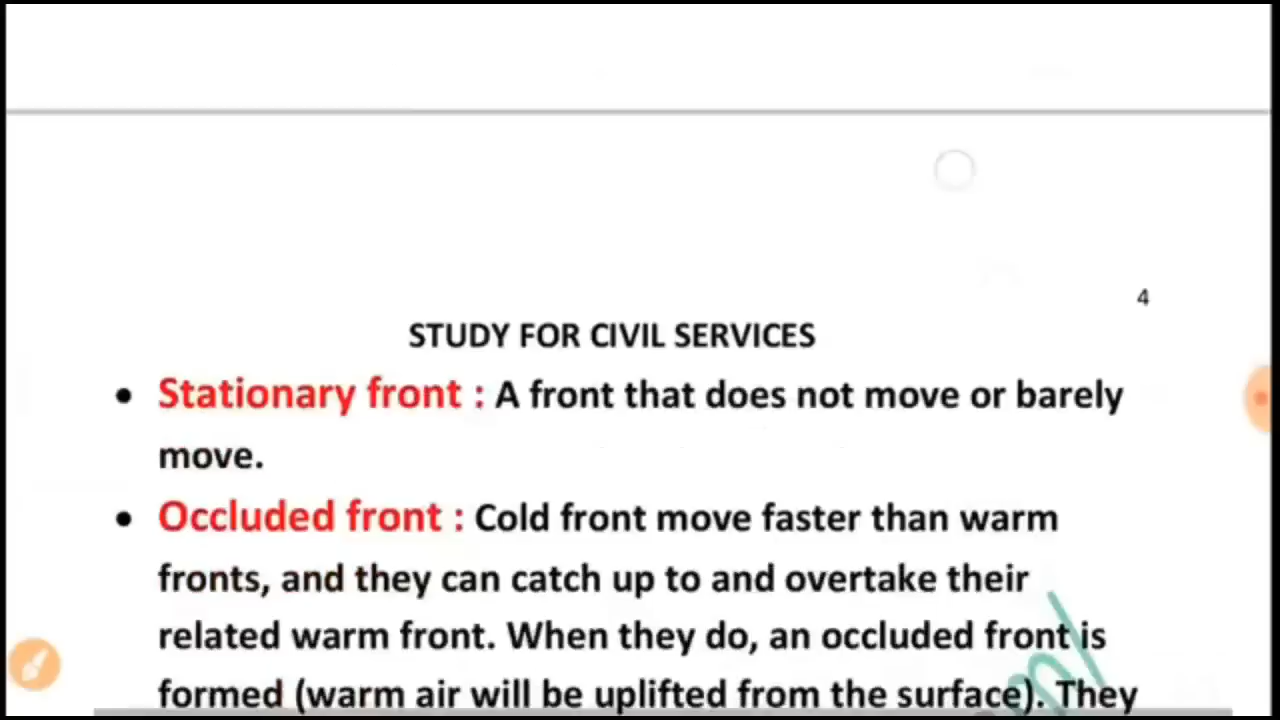 4
STUDY FOR CIVIL SERVICES
• Stationary front : A front that does not move or barely
move.
• Occluded front : Cold front move faster than warm
fronts, and they can catch up to and overtake their
related warm front. When they do, an occluded front is
formed (warm air will be uplifted from the surface). They